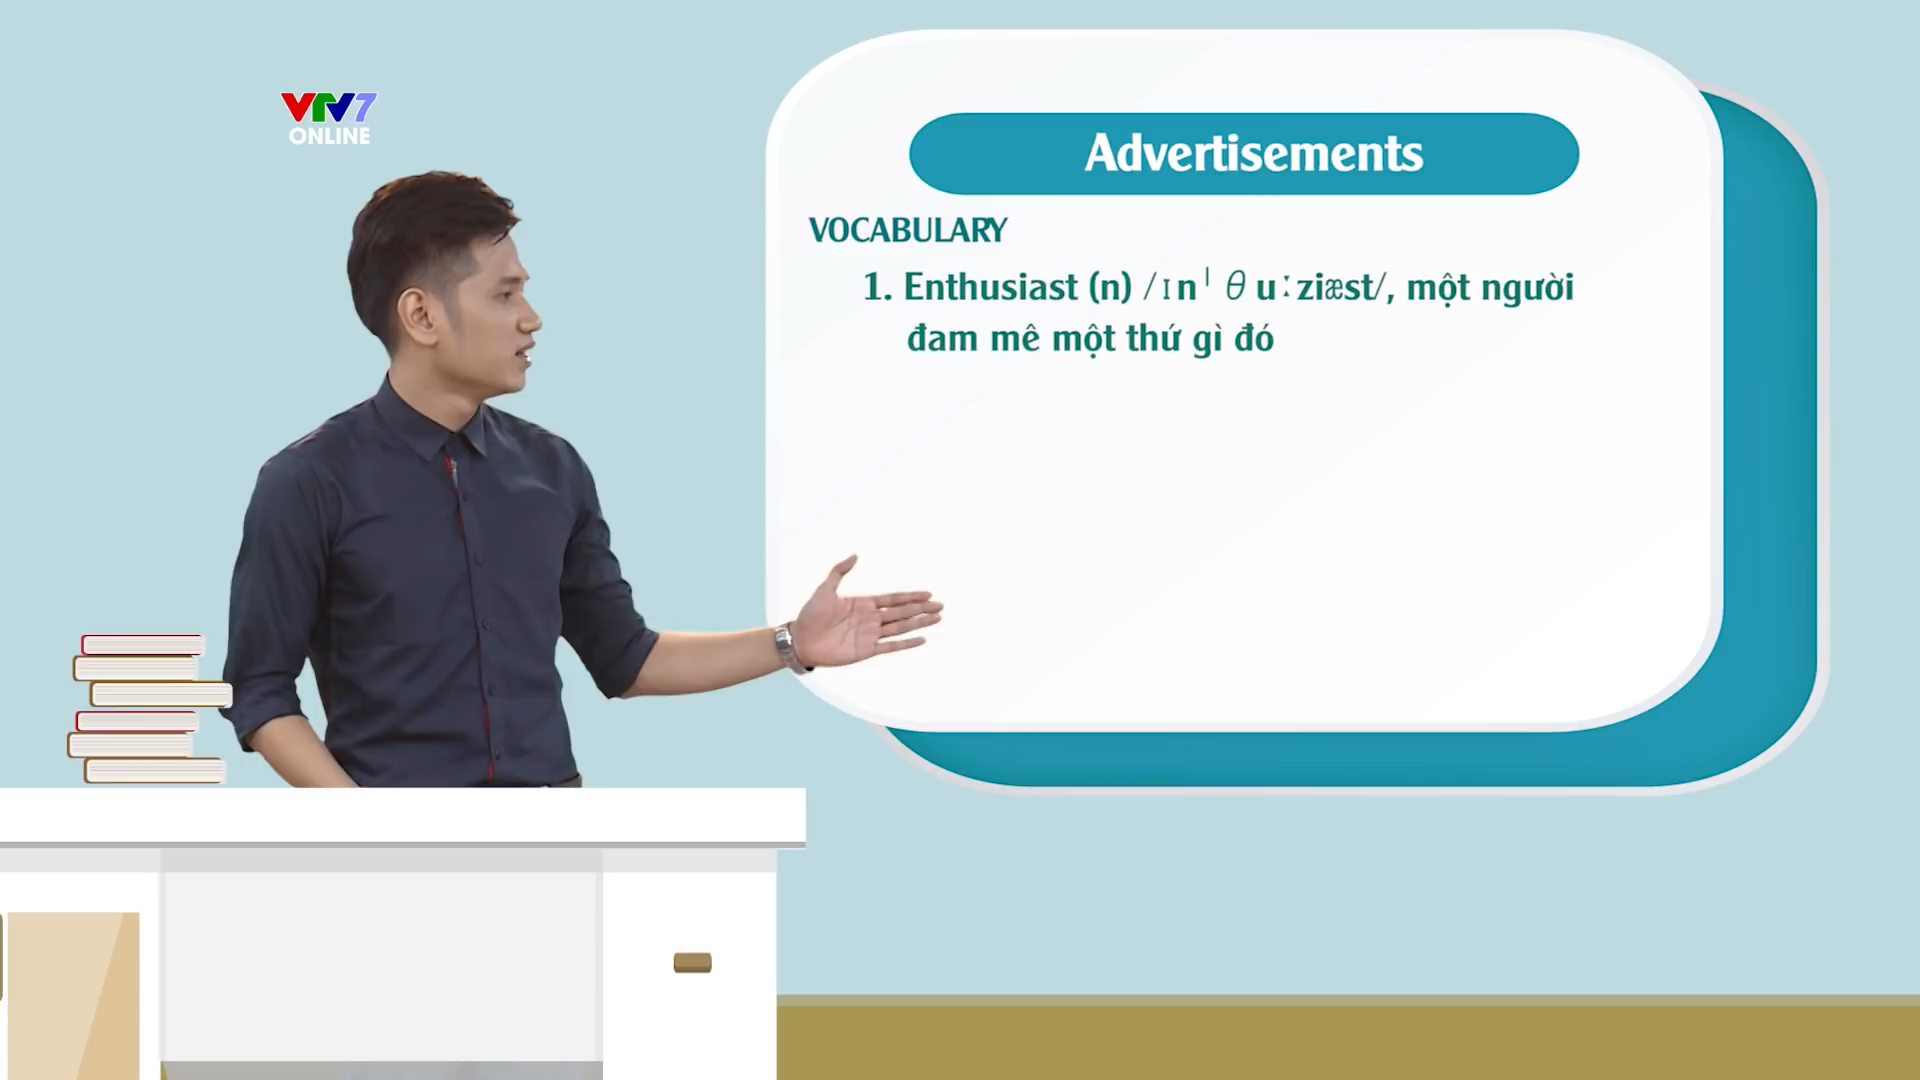 VTV7
ONLINE
Advertisements
VOCABULARY
1. Enthusiast (n) /ɪnˈθuːziæst/, một người
đam mê một thứ gì đó